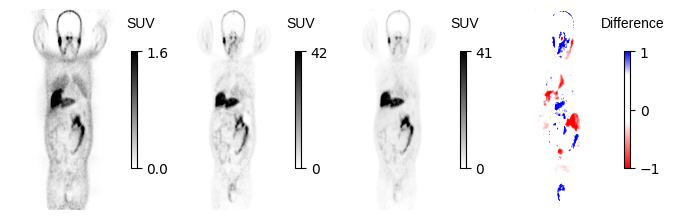 SUV SUV SUV Difference
1.6 42 41 1
0
0.0 0 0 −1